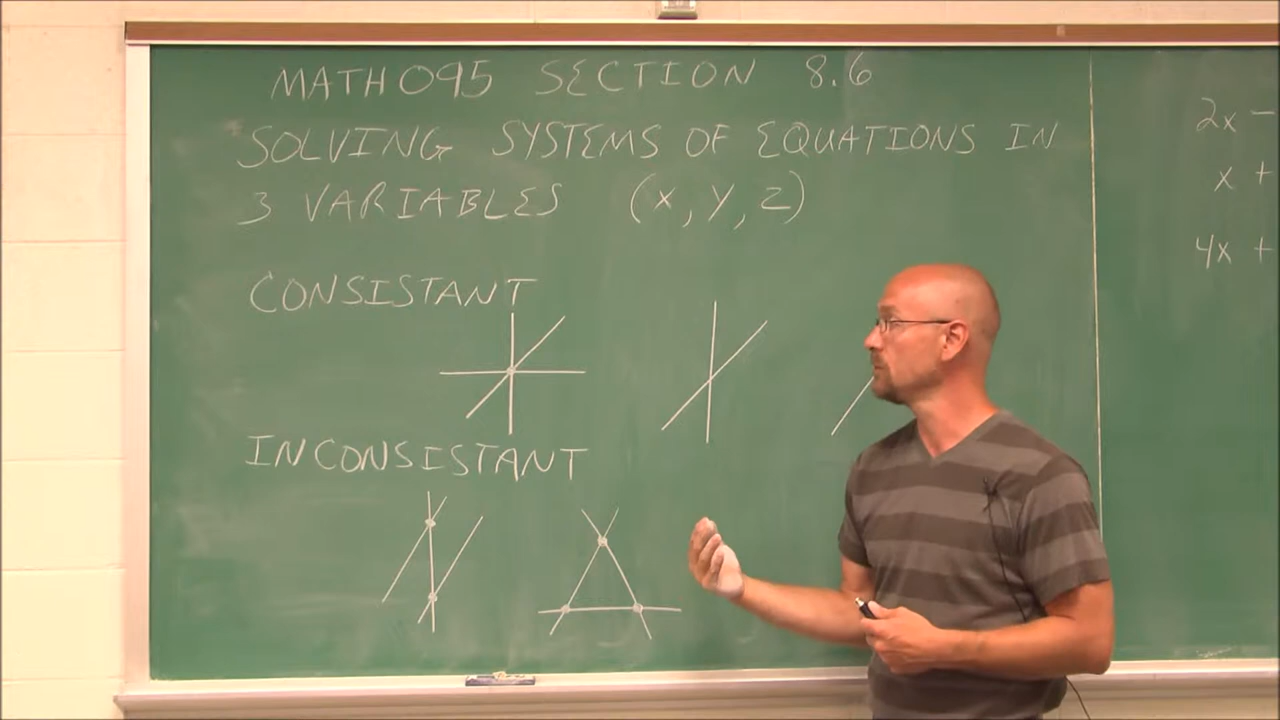 MATH 095 SECTION 8.6
SOLVING SYSTEMS OF EQUATIONS IN
3 VARIABLES (x, y, z)
CONSISTANT
INCONSISTANT
2x -
x +
4x +